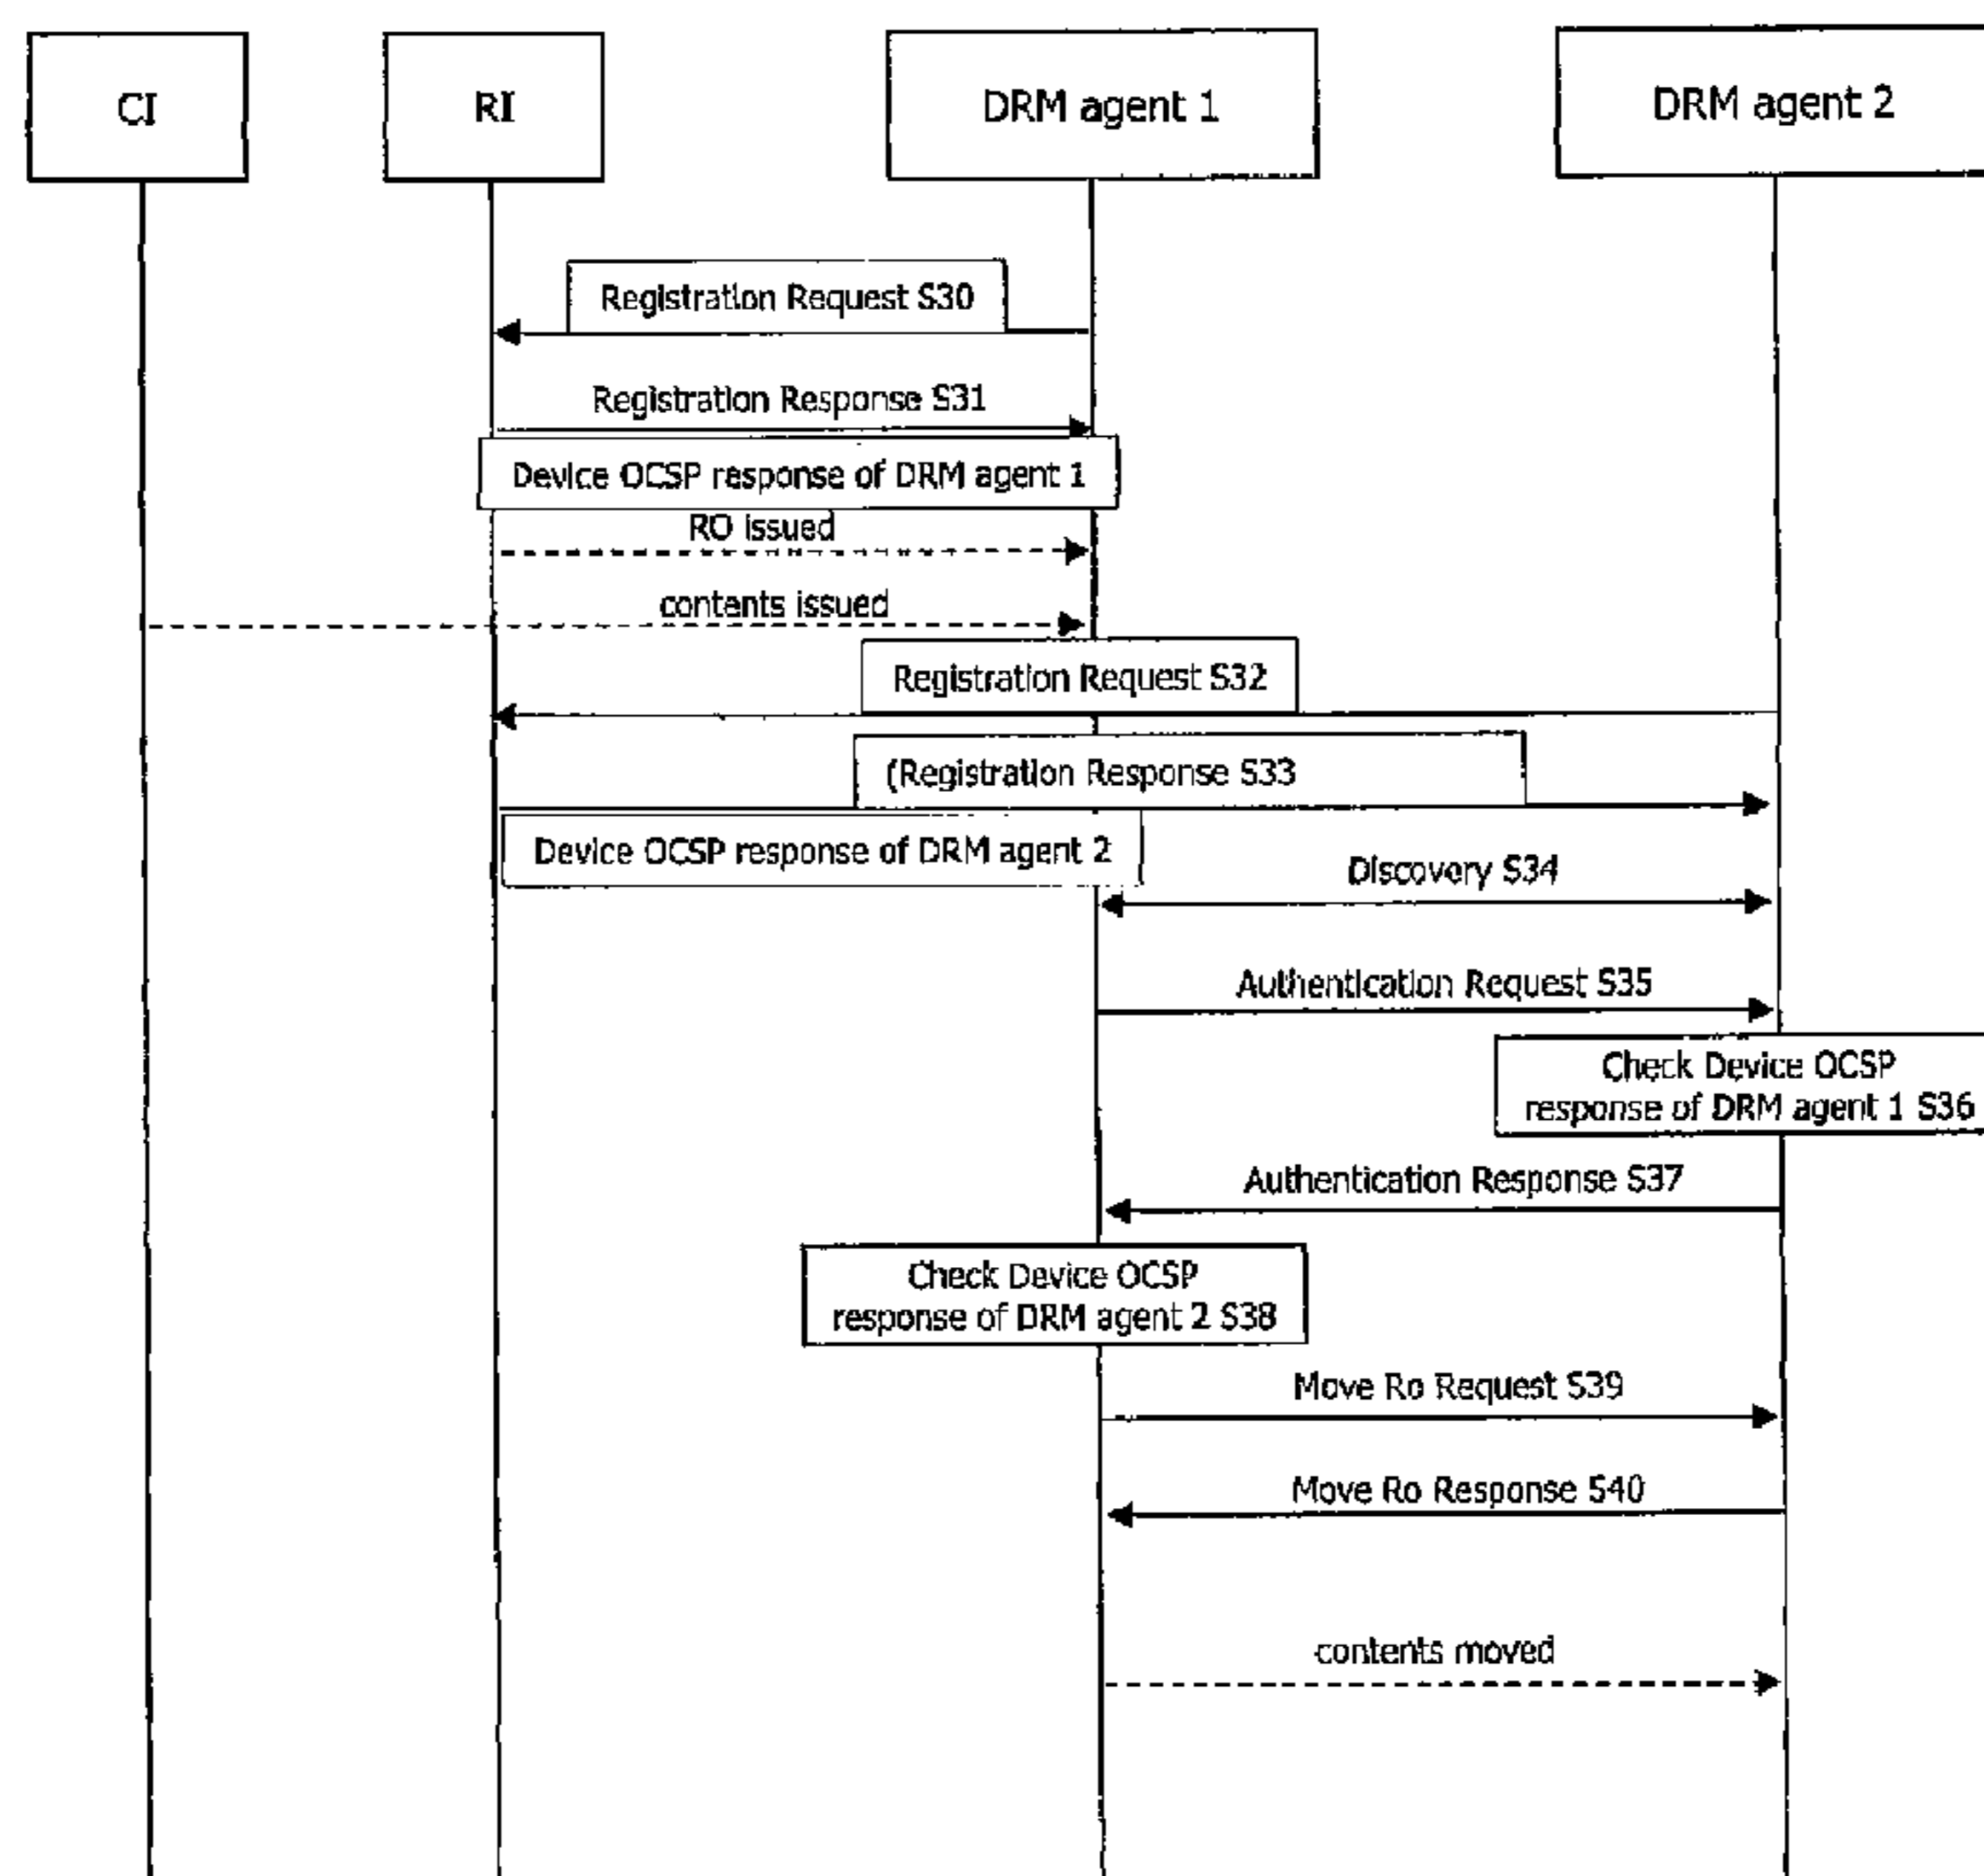 CI
RI
DRM agent 1
DRM agent 2
Registration Request S30
Registration Response S31
Device OCSP response of DRM agent 1
RO issued
contents issued
Registration Request S32
(Registration Response S33
Device OCSP response of DRM agent 2
Discovery S34
Authentication Request S35
Check Device OCSP
response of DRM agent 1 S36
Authentication Response S37
Check Device OCSP
response of DRM agent 2 S38
Move Ro Request S39
Move Ro Response S40
contents moved